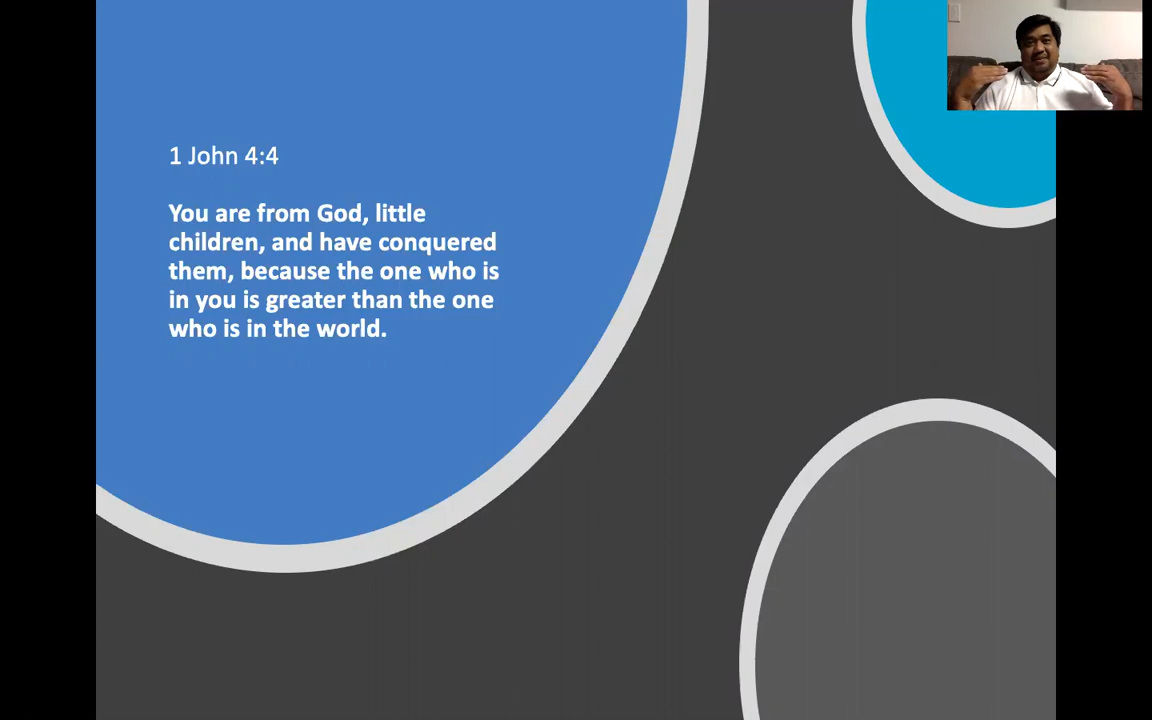 1 John 4:4
You are from God, little
children, and have conquered
them, because the one who is
in you is greater than the one
who is in the world.